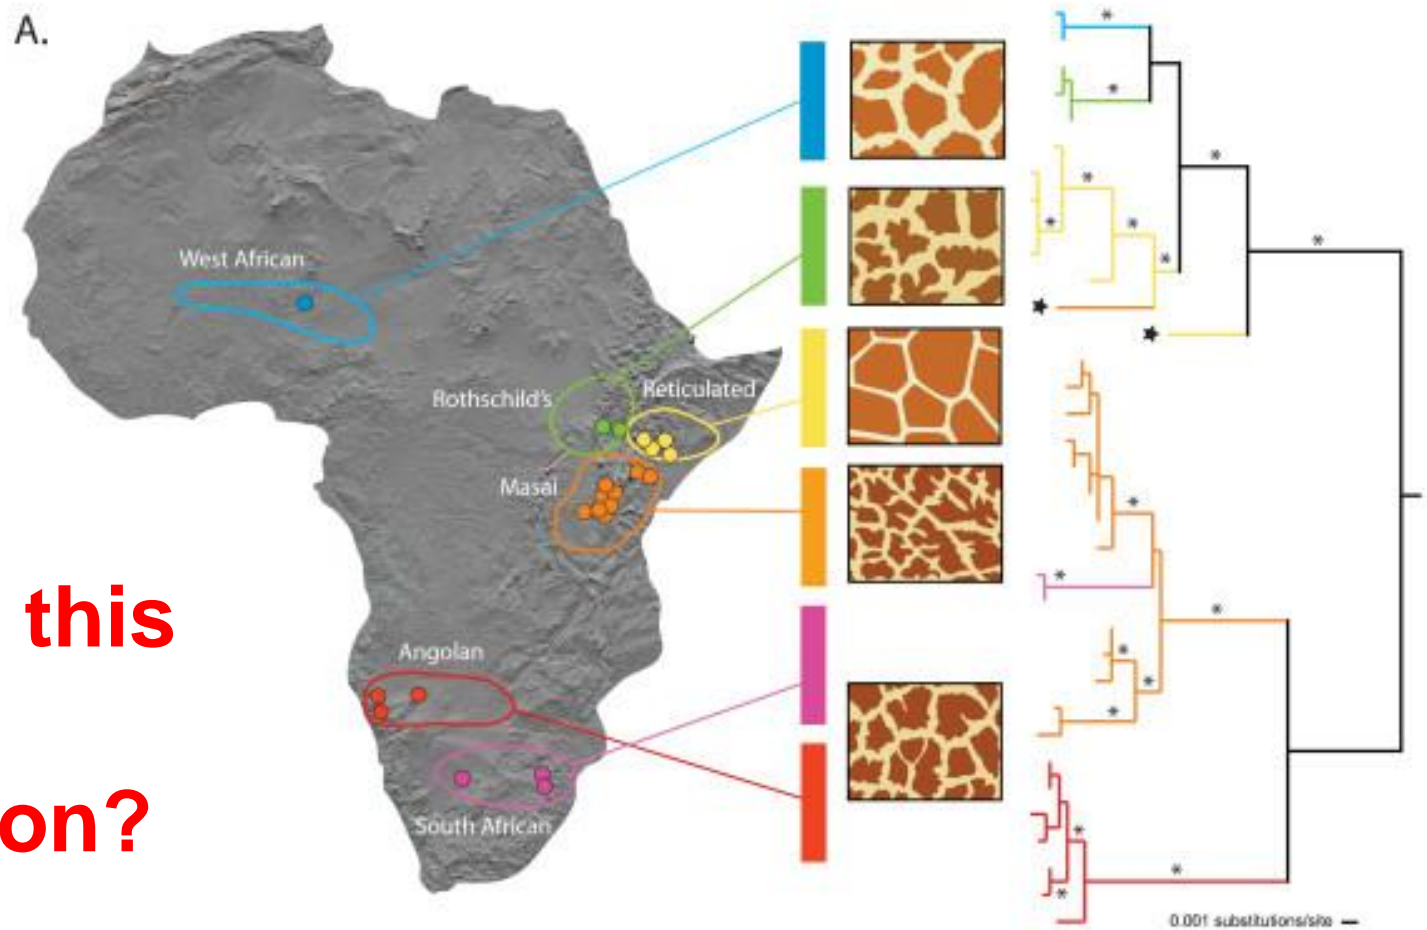 A.
West African
Rothschild's
Reticulated
Masai
this
Angolan
on?
South African
0.001 substitutions/site